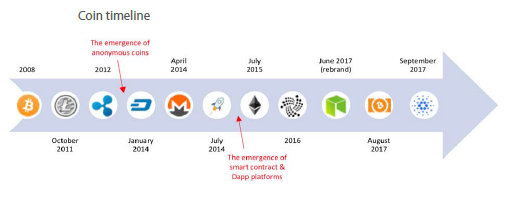 Coin timeline
The emergence of
anonymous coins
2008
2012
April
2014
July
2015
June 2017
(rebrand)
September
2017
October
2011
January
2014
July
2014
2016
August
2017
The emergence of
smart contract &
Dapp platforms